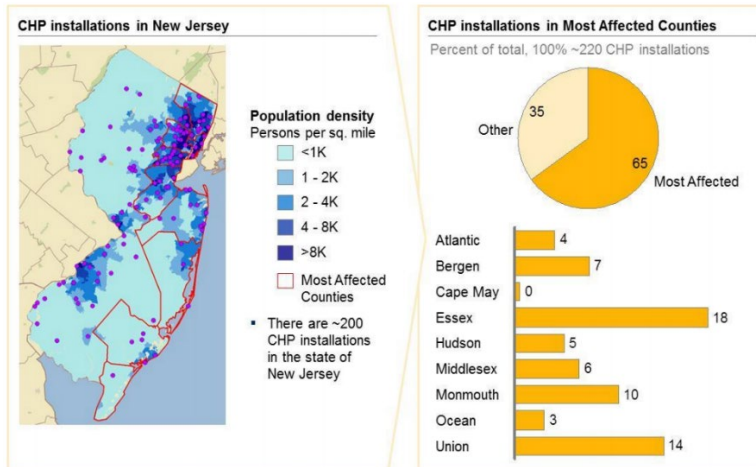 CHP installations in New Jersey
Population density
Persons per sq. mile
<1K
1 - 2K
2 - 4K
4 - 8K
>8K
Most Affected
Counties
▪ There are ~200
CHP installations
in the state of
New Jersey
CHP installations in Most Affected Counties
Percent of total, 100% ~220 CHP installations
35
Other
65
Most Affected
Atlantic 4
Bergen 7
Cape May 0
Essex 18
Hudson 5
Middlesex 6
Monmouth 10
Ocean 3
Union 14